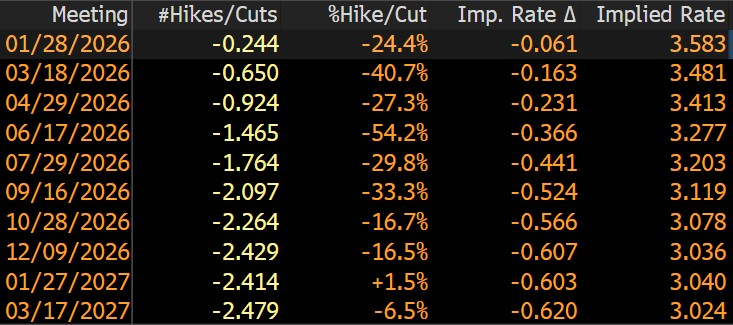 Meeting #Hikes/Cuts %Hike/Cut Imp. Rate Δ Implied Rate
01/28/2026 -0.244 -24.4% -0.061 3.583
03/18/2026 -0.650 -40.7% -0.163 3.481
04/29/2026 -0.924 -27.3% -0.231 3.413
06/17/2026 -1.465 -54.2% -0.366 3.277
07/29/2026 -1.764 -29.8% -0.441 3.203
09/16/2026 -2.097 -33.3% -0.524 3.119
10/28/2026 -2.264 -16.7% -0.566 3.078
12/09/2026 -2.429 -16.5% -0.607 3.036
01/27/2027 -2.414 +1.5% -0.603 3.040
03/17/2027 -2.479 -6.5% -0.620 3.024